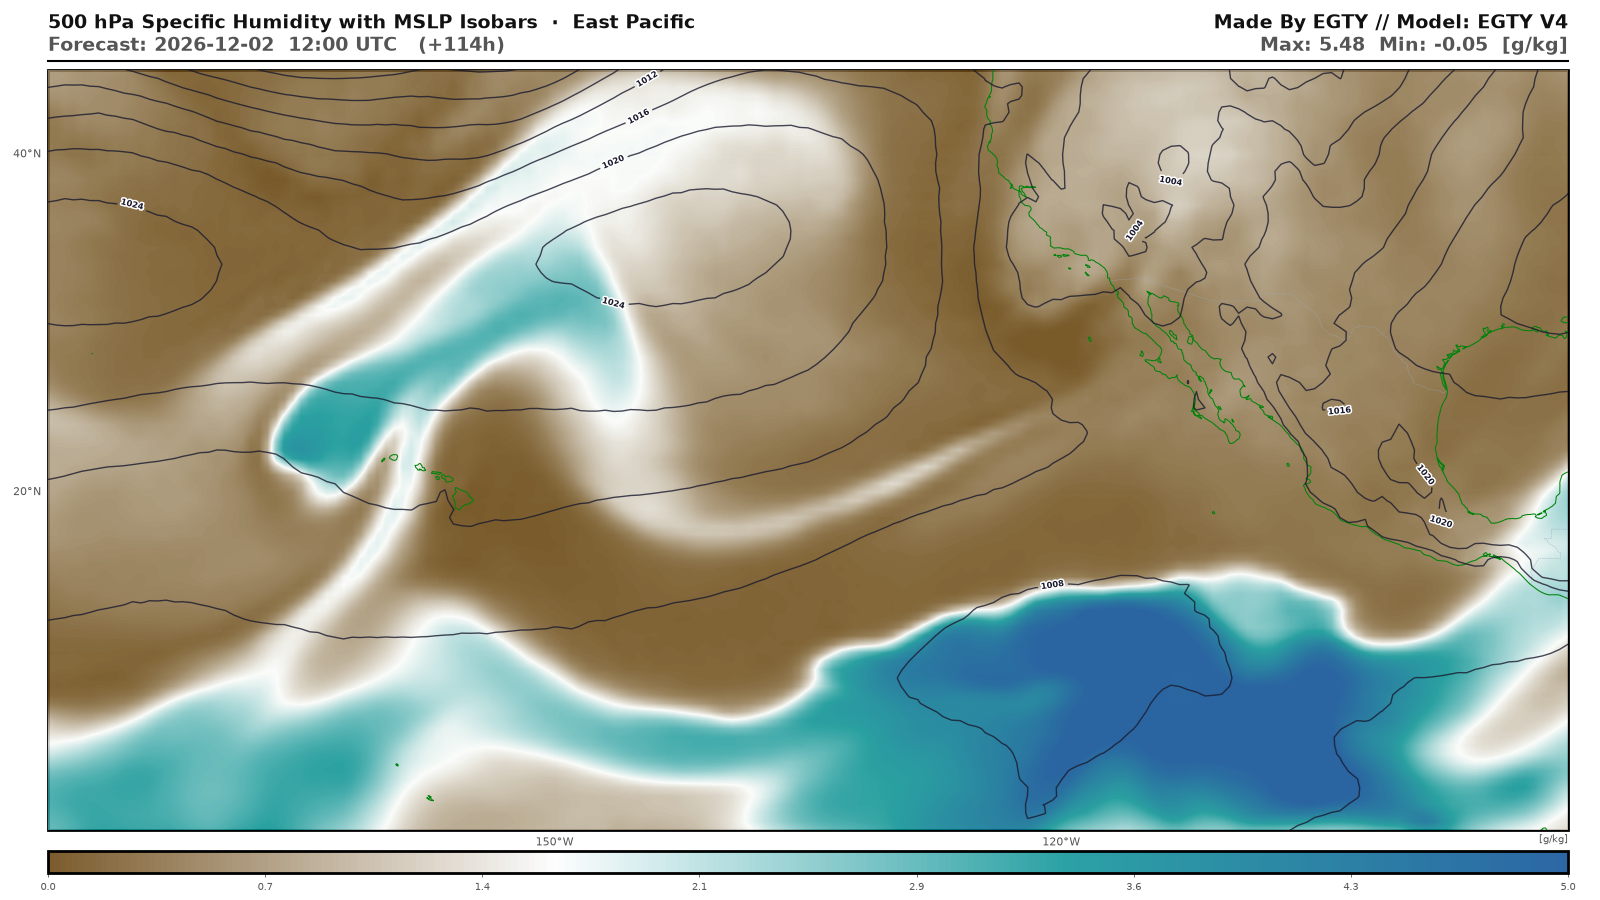 500 hPa Specific Humidity with MSLP Isobars · East Pacific
Made By EGTY // Model: EGTY V4
Forecast: 2026-12-02 12:00 UTC (+114h)
Max: 5.48 Min: -0.05 [g/kg]
1012
1016
1020
40°N
1004
1024
1004
1024
1016
1020
20°N
1020
1008
150°W
120°W
[g/kg]
0.0
0.7
1.4
2.1
2.9
3.6
4.3
5.0